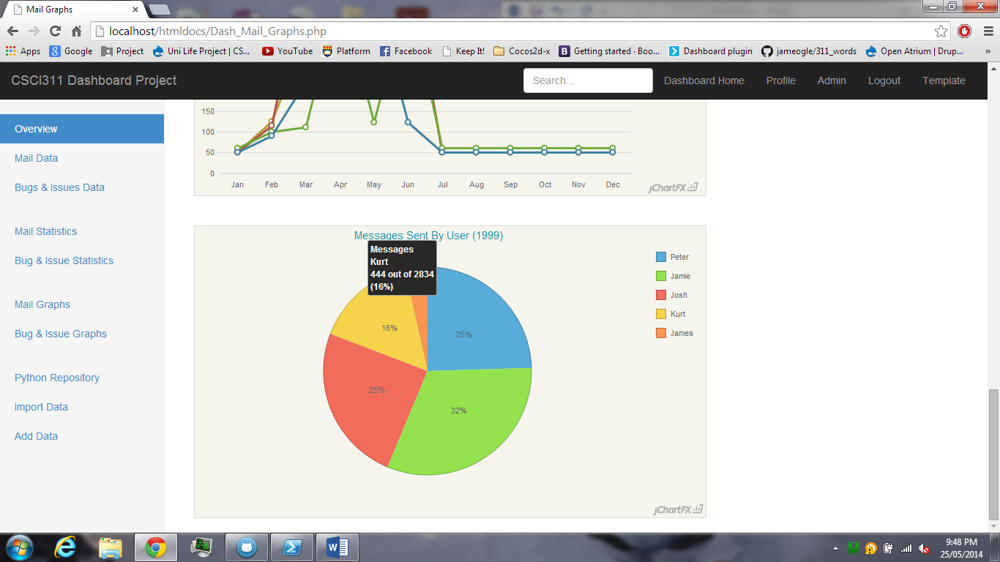 Mail Graphs
localhost/htmldocs/Dash_Mail_Graphs.php
Apps Google Project Uni Life Project | CS... YouTube Platform Facebook Keep It! Cocos2d-x Getting started · Boo... Dashboard plugin jameogle/311_words Open Atrium | Drup... »
CSCI311 Dashboard Project Search... Dashboard Home Profile Admin Logout Template
Overview
Mail Data
Bugs & Issues Data
Mail Statistics
Bug & Issue Statistics
Mail Graphs
Bug & Issue Graphs
Python Repository
Import Data
Add Data
150
100
50
0
Jan Feb Mar Apr May Jun Jul Aug Sep Oct Nov Dec
jChartFX
Messages Sent By User (1999)
Messages
Kurt
444 out of 2834
(16%)
Peter
Jamie
Josh
Kurt
James
16%
25%
25%
32%
jChartFX
9:48 PM
25/05/2014